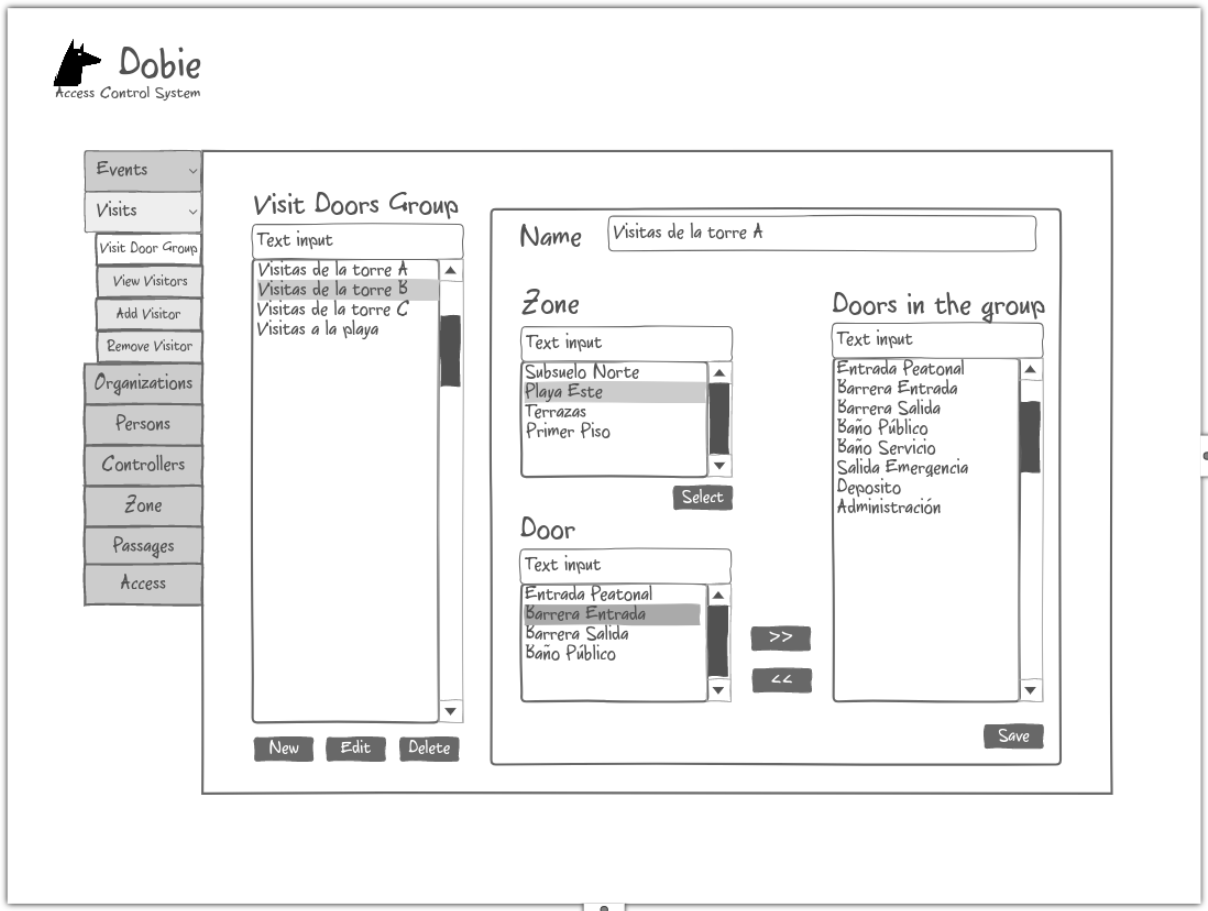 Dobie
Access Control System
Events
Visits
Visit Door Group
View Visitors
Add Visitor
Remove Visitor
Organizations
Persons
Controllers
Zone
Passages
Access
Visit Doors Group
Text input
Visitas de la torre A
Visitas de la torre B
Visitas de la torre C
Visitas a la playa
New
Edit
Delete
Name
Visitas de la torre A
Zone
Text input
Subsuelo Norte
Playa Este
Terrazas
Primer Piso
Select
Door
Text input
Entrada Peatonal
Barrera Entrada
Barrera Salida
Baño Público
>>
<<
Doors in the group
Text input
Entrada Peatonal
Barrera Entrada
Barrera Salida
Baño Público
Baño Servicio
Salida Emergencia
Deposito
Administración
Save